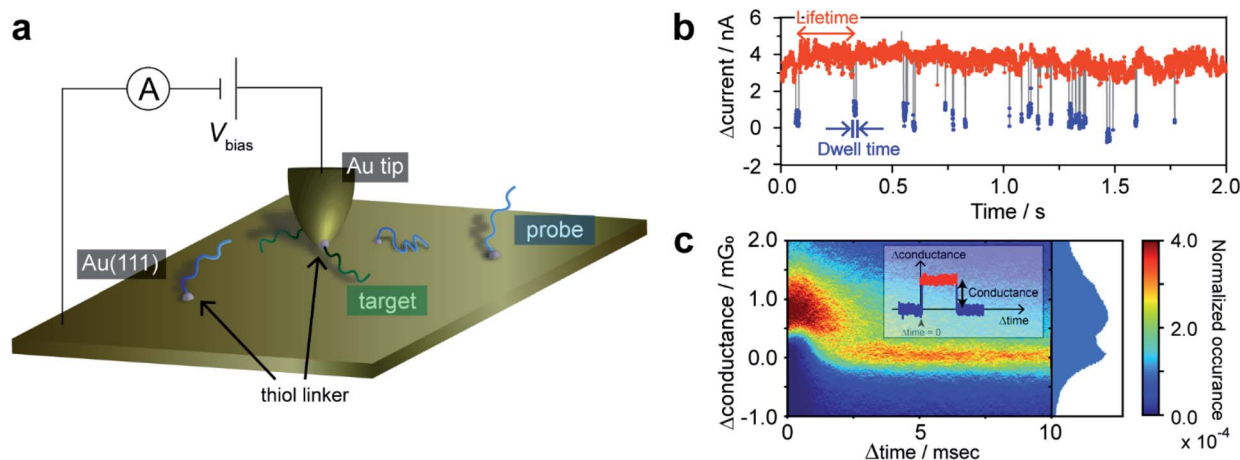 a
A
V bias
Au tip
Au(111)
probe
target
thiol linker
b
Δcurrent / nA
6
4
2
0
-2
Lifetime
Dwell time
0.0 0.5 1.0 1.5 2.0
Time / s
c
Δconductance / mG₀
2.0
1.0
0.0
-1.0
Δconductance
Conductance
Δtime
Δtime = 0
0 5 10
Δtime / msec
4.0
2.0
0.0
x 10⁻⁴
Normalized occurance